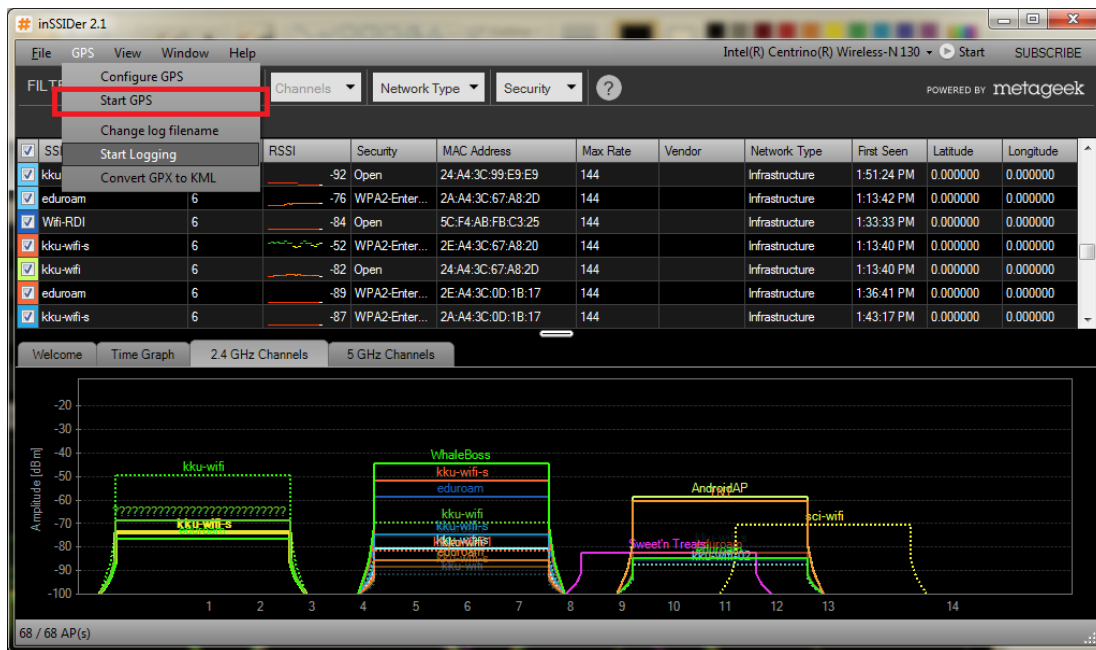 inSSIDer 2.1
File GPS View Window Help Intel(R) Centrino(R) Wireless-N 130 Start SUBSCRIBE
Configure GPS
Start GPS
Change log filename
Start Logging
Convert GPX to KML
Channels Network Type Security ? POWERED BY metageek
RSSI Security MAC Address Max Rate Vendor Network Type First Seen Latitude Longitude
-92 Open 24:A4:3C:99:E9:E9 144 Infrastructure 1:51:24 PM 0.000000 0.000000
eduroam 6 -76 WPA2-Enter... 2A:A4:3C:67:A8:2D 144 Infrastructure 1:13:42 PM 0.000000 0.000000
Wifi-RDI 6 -84 Open 5C:F4:AB:FB:C3:25 144 Infrastructure 1:33:33 PM 0.000000 0.000000
kku-wifi-s 6 -52 WPA2-Enter... 2E:A4:3C:67:A8:20 144 Infrastructure 1:13:40 PM 0.000000 0.000000
kku-wifi 6 -82 Open 24:A4:3C:67:A8:2D 144 Infrastructure 1:13:40 PM 0.000000 0.000000
eduroam 6 -89 WPA2-Enter... 2E:A4:3C:0D:1B:17 144 Infrastructure 1:36:41 PM 0.000000 0.000000
kku-wifi-s 6 -87 WPA2-Enter... 2A:A4:3C:0D:1B:17 144 Infrastructure 1:43:17 PM 0.000000 0.000000
Welcome Time Graph 2.4 GHz Channels 5 GHz Channels
Amplitude [dBm]
-20
-30
-40
-50
-60
-70
-80
-90
-100
kku-wifi
kku-wifi-s
WhaleBoss
kku-wifi-s
eduroam
kku-wifi
kku-wifi-s
eduroam
kku-wifi
AndroidAP
sci-wifi
Sweet'n Treats
1 2 3 4 5 6 7 8 9 10 11 12 13 14
68 / 68 AP(s)